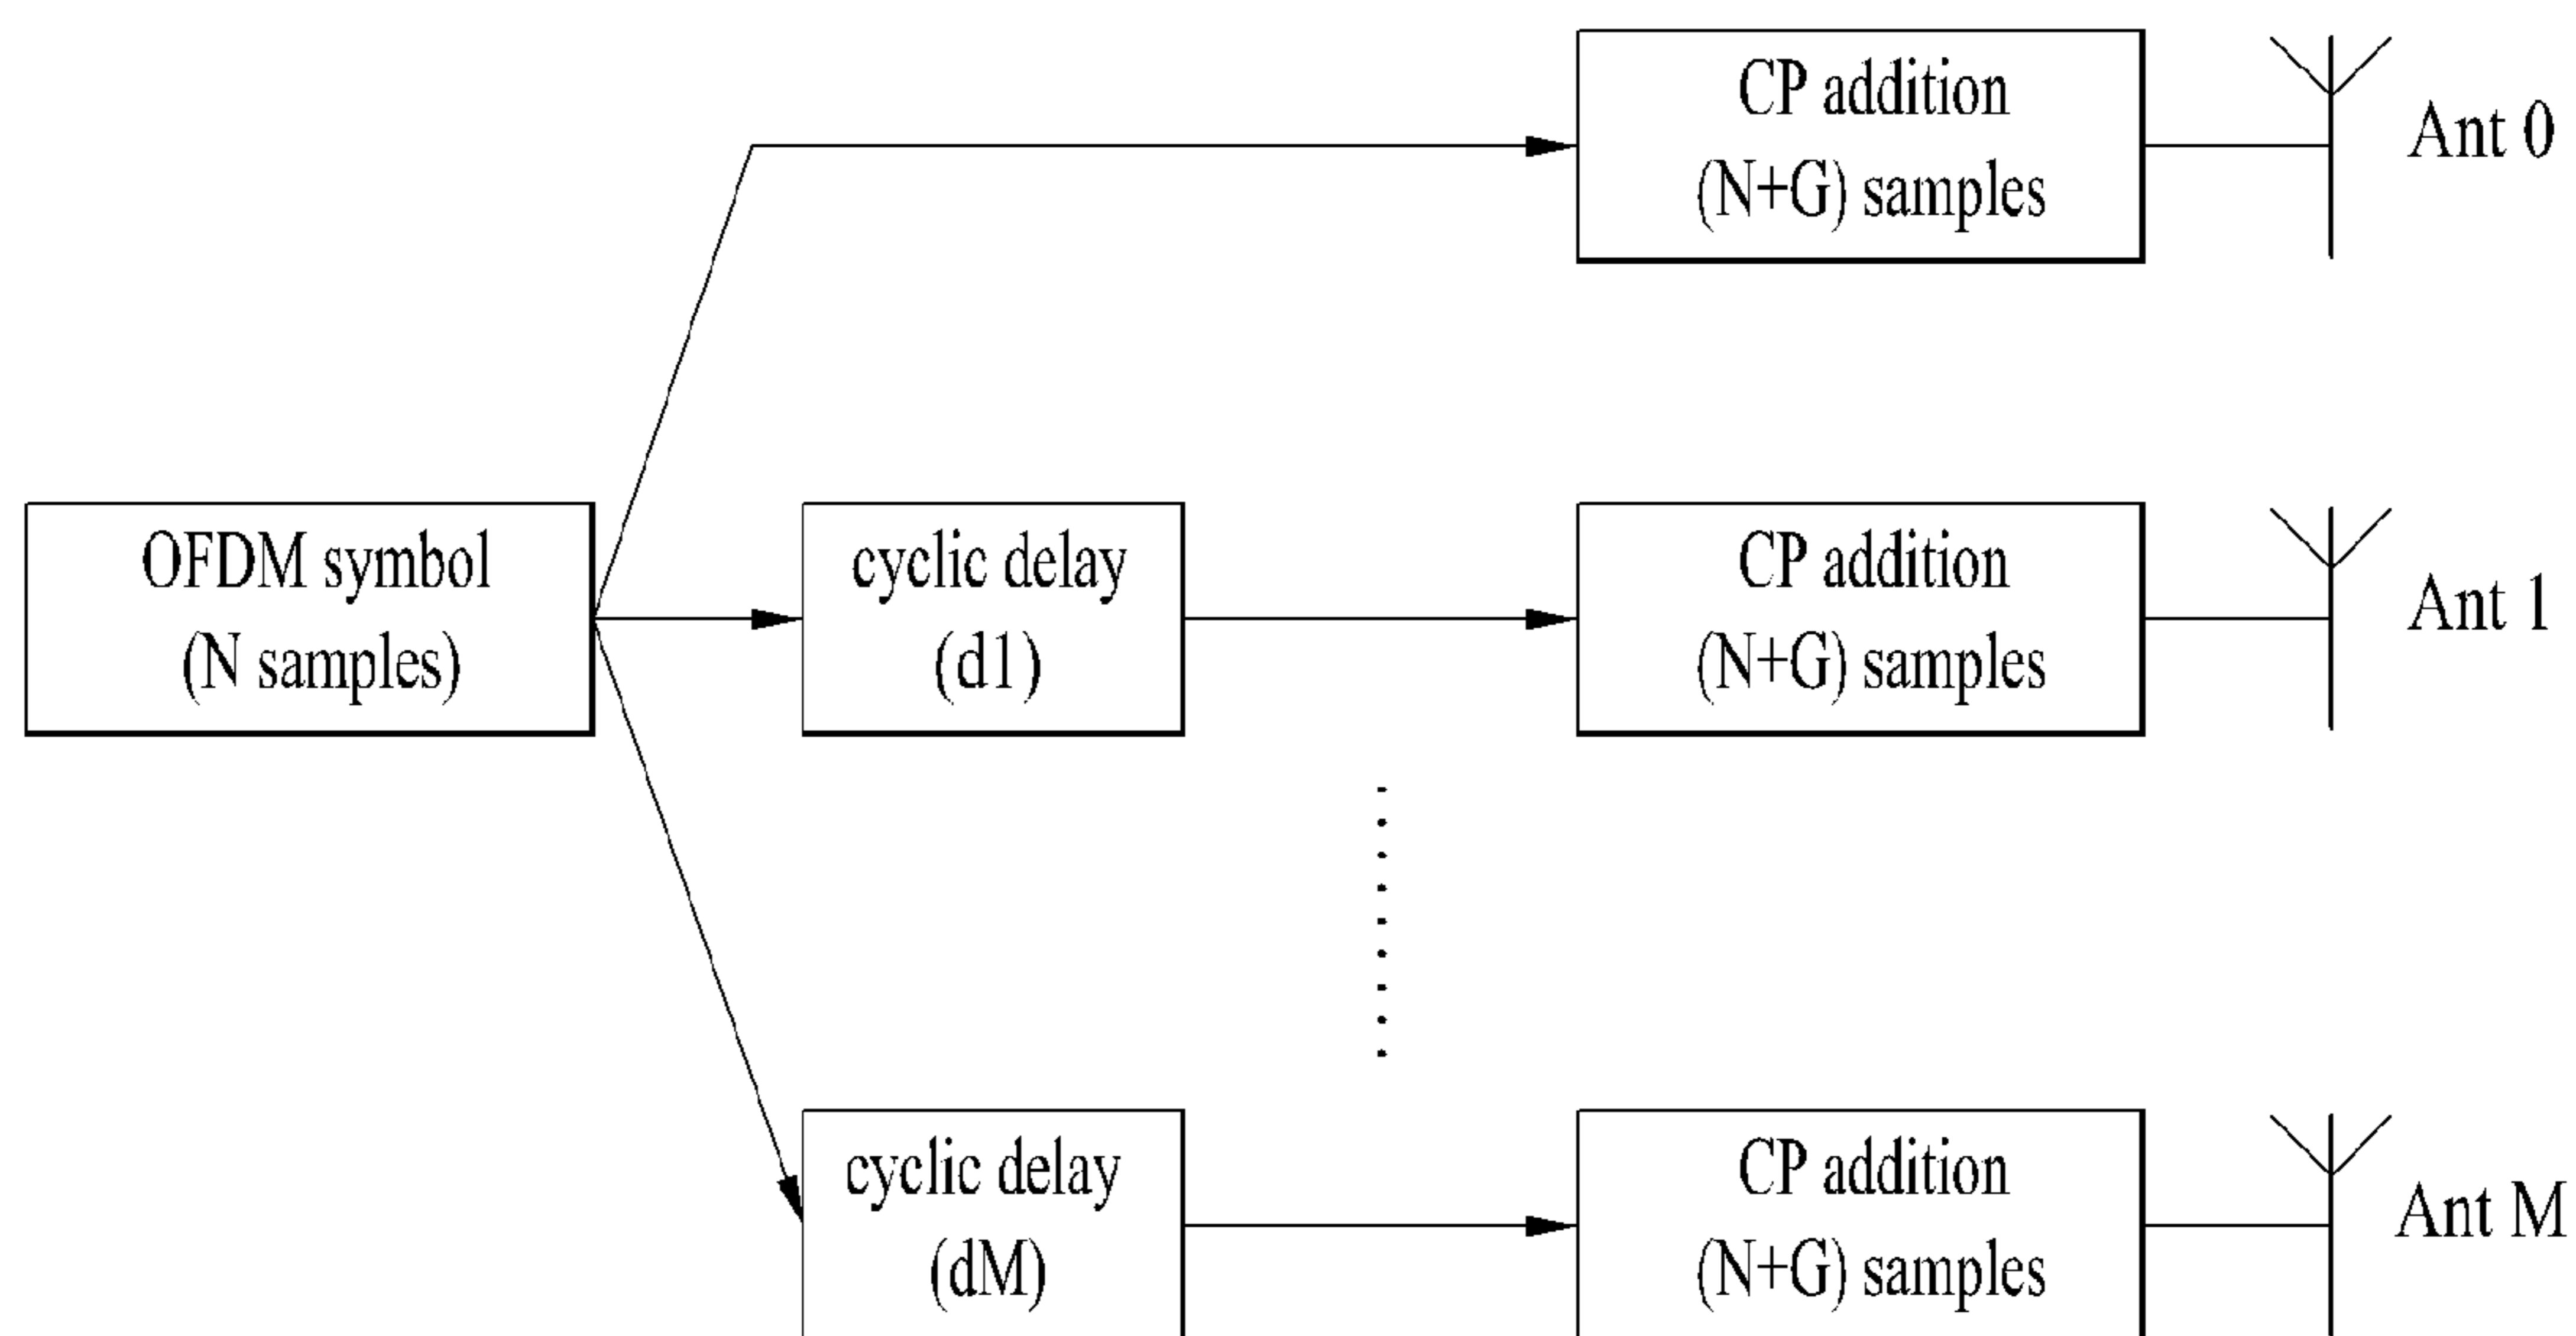 CP addition
(N+G) samples
Ant 0
OFDM symbol
(N samples)
cyclic delay
(d1)
CP addition
(N+G) samples
Ant 1
cyclic delay
(dM)
CP addition
(N+G) samples
Ant M